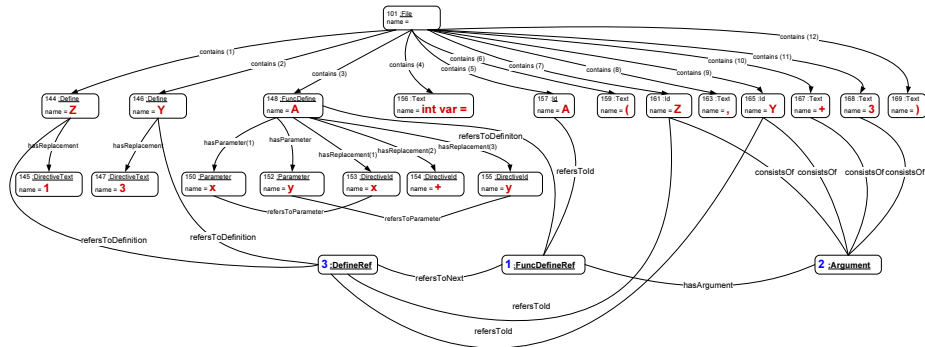 101 :File
name =
contains (1)
contains (2)
contains (3)
contains (4)
contains (5)
contains (6)
contains (7)
contains (8)
contains (9)
contains (10)
contains (11)
contains (12)
144 :Define
name = Z
146 :Define
name = Y
148 :FuncDefine
name = A
156 :Text
name = int var =
157 :Id
name = A
159 :Text
name = (
161 :Id
name = Z
163 :Text
name = ,
165 :Id
name = Y
167 :Text
name = +
168 :Text
name = 3
169 :Text
name = )
hasReplacement
hasReplacement
hasParameter(1)
hasParameter
hasReplacement(1)
hasReplacement(2)
hasReplacement(3)
refersToDefiniton
refersToId
consistsOf
consistsOf
consistsOf
consistsOf
145 :DirectiveText
name = 1
147 :DirectiveText
name = 3
150 :Parameter
name = x
152 :Parameter
name = y
153 :DirectiveId
name = x
154 :DirectiveId
name = +
155 :DirectiveId
name = y
refersToParameter
refersToParameter
refersToDefinition
refersToDefinition
3 :DefineRef
refersToNext
1 :FuncDefineRef
hasArgument
2 :Argument
refersToId
refersToId